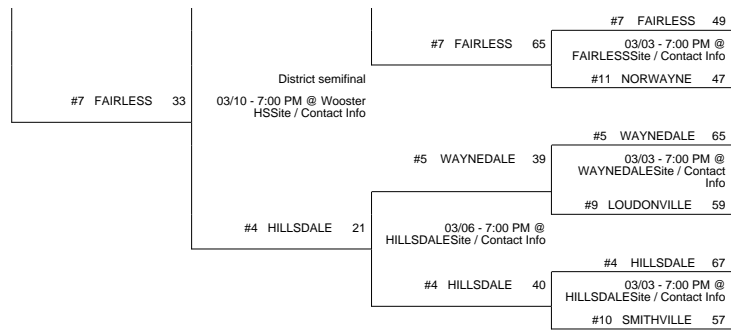 #7 FAIRLESS 49
#7 FAIRLESS 65
03/03 - 7:00 PM @
FAIRLESSSite / Contact Info
#11 NORWAYNE 47
District semifinal
#7 FAIRLESS 33
03/10 - 7:00 PM @ Wooster
HSSite / Contact Info
#5 WAYNEDALE 65
#5 WAYNEDALE 39
03/03 - 7:00 PM @
WAYNEDALESite / Contact
Info
#9 LOUDONVILLE 59
#4 HILLSDALE 21
03/06 - 7:00 PM @
HILLSDALESite / Contact Info
#4 HILLSDALE 67
#4 HILLSDALE 40
03/03 - 7:00 PM @
HILLSDALESite / Contact Info
#10 SMITHVILLE 57